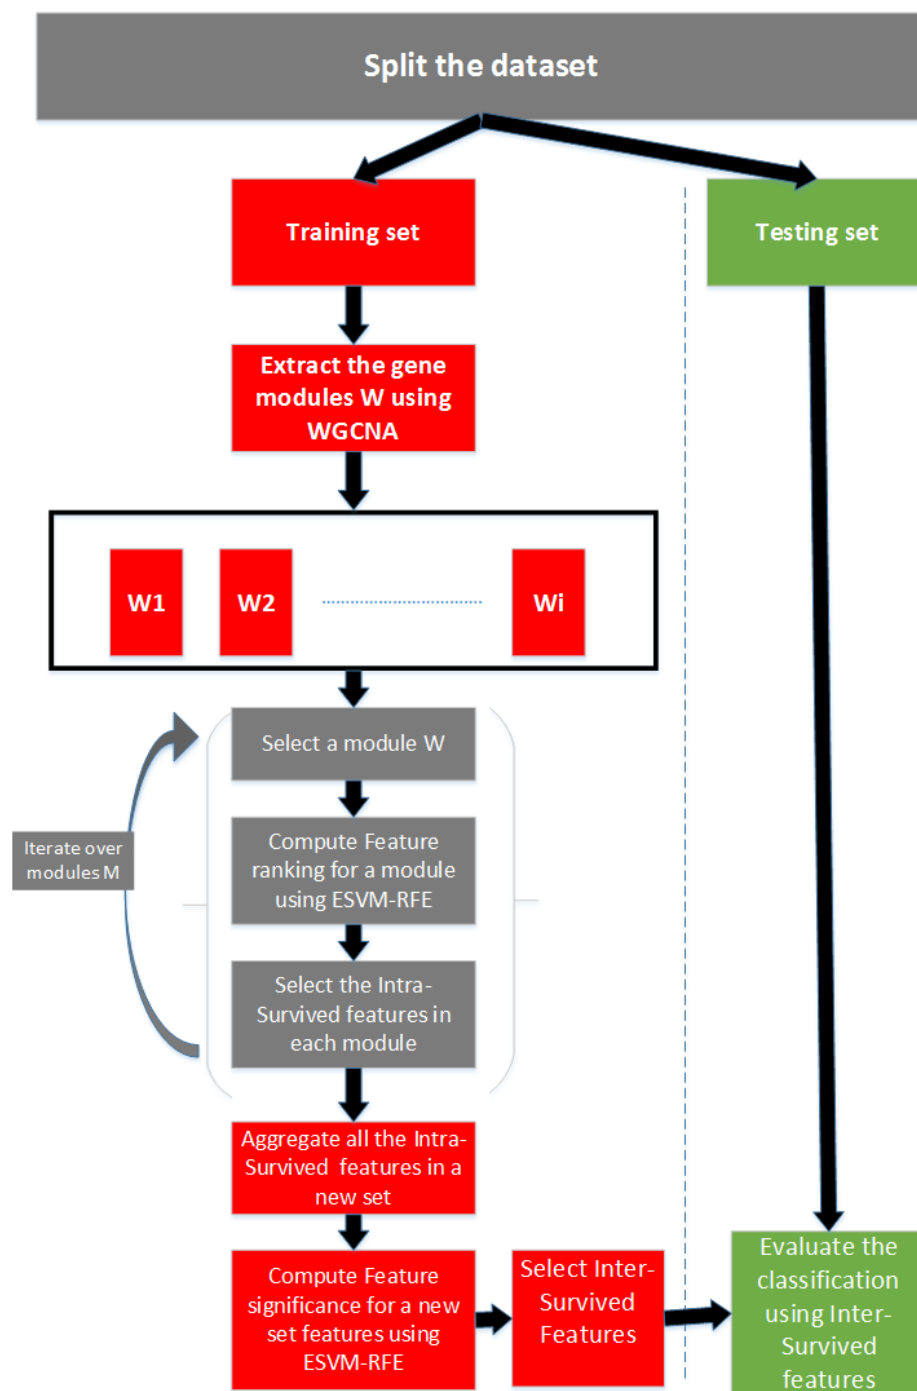 Split the dataset
Training set
Testing set
Extract the gene
modules W using
WGCNA
W1
W2
Wi
Select a module W
Compute Feature
ranking for a module
using ESVM-RFE
Iterate over
modules M
Select the Intra-
Survived features in
each module
Aggregate all the Intra-
Survived features in a
new set
Compute Feature
significance for a new
set features using
ESVM-RFE
Select Inter-
Survived
Features
Evaluate the
classification
using Inter-
Survived
features